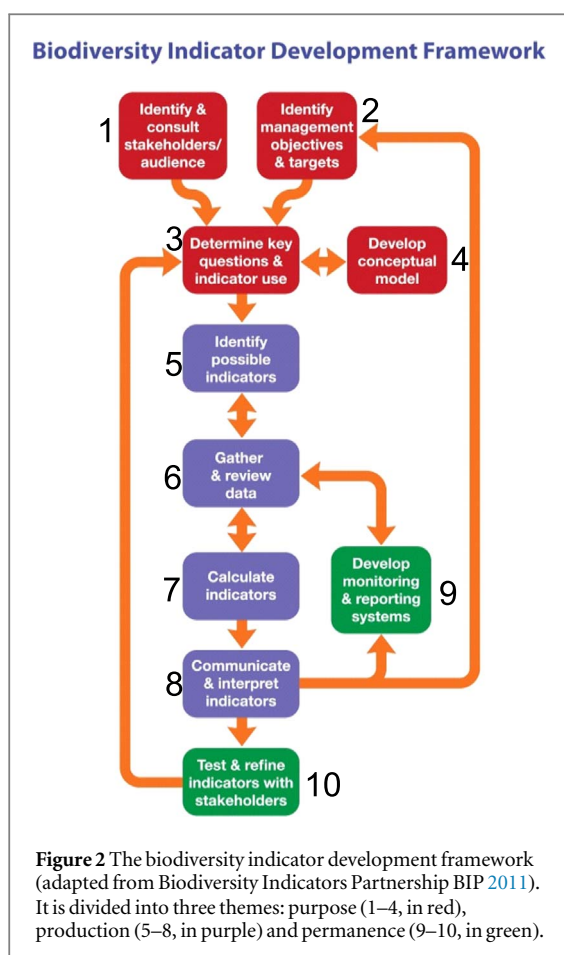 Biodiversity Indicator Development Framework
1
Identify &
consult
stakeholders/
audience
2
Identify
management
objectives
& targets
3
Determine key
questions &
indicator use
Develop
conceptual
model
4
5
Identify
possible
indicators
6
Gather
& review
data
7
Calculate
indicators
Develop
monitoring
& reporting
systems
9
8
Communicate
& interpret
indicators
Test & refine
indicators with
stakeholders
10
Figure 2 The biodiversity indicator development framework
(adapted from Biodiversity Indicators Partnership BIP 2011).
It is divided into three themes: purpose (1–4, in red),
production (5–8, in purple) and permanence (9–10, in green).